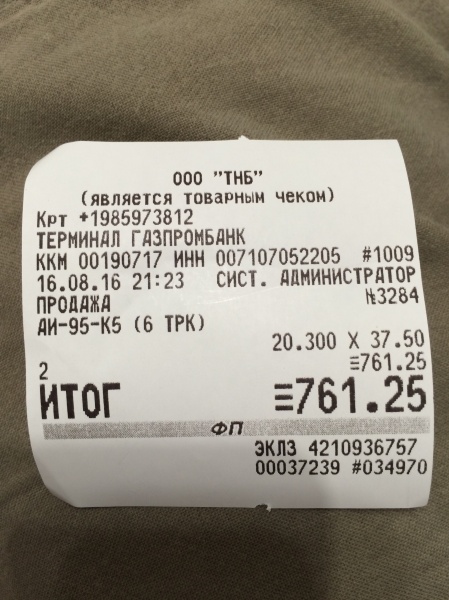 ООО "ТНБ"
(является товарным чеком)
Крт +1985973812
ТЕРМИНАЛ ГАЗПРОМБАНК
ККМ 00190717 ИНН 007107052205 #1009
16.08.16 21:23 СИСТ. АДМИНИСТРАТОР
ПРОДАЖА №3284
АИ-95-К5 (6 ТРК)
20.300 X 37.50
≡761.25
2
ИТОГ ≡761.25
ФП
ЭКЛЗ 4210936757
00037239 #034970